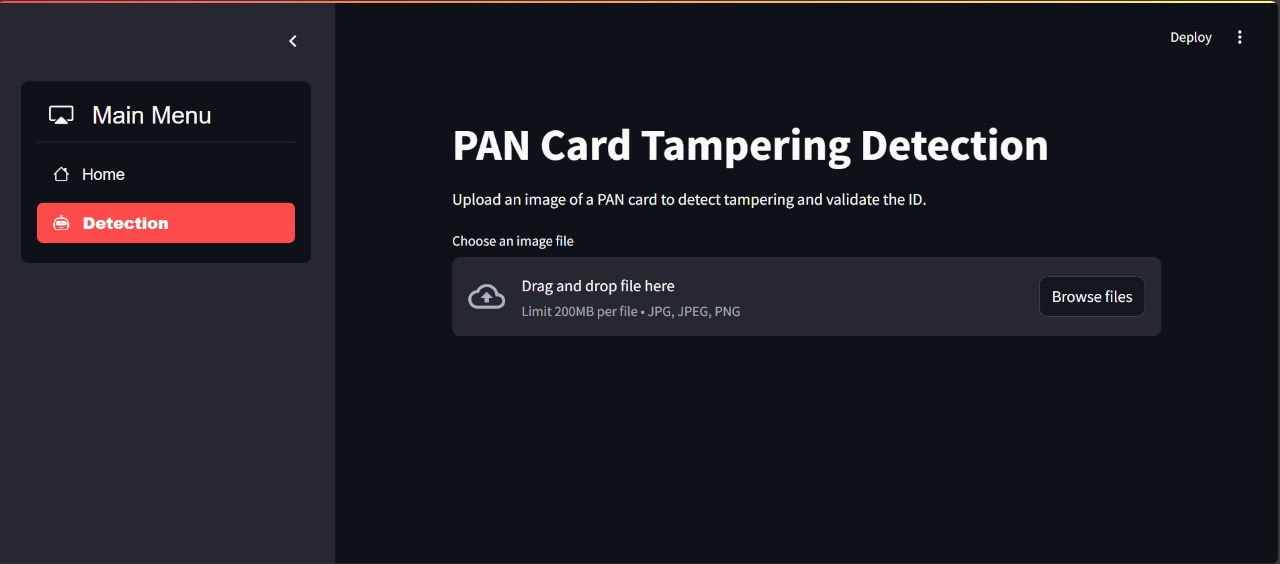 Deploy
Main Menu
Home
Detection
PAN Card Tampering Detection
Upload an image of a PAN card to detect tampering and validate the ID.
Choose an image file
Drag and drop file here
Limit 200MB per file • JPG, JPEG, PNG
Browse files